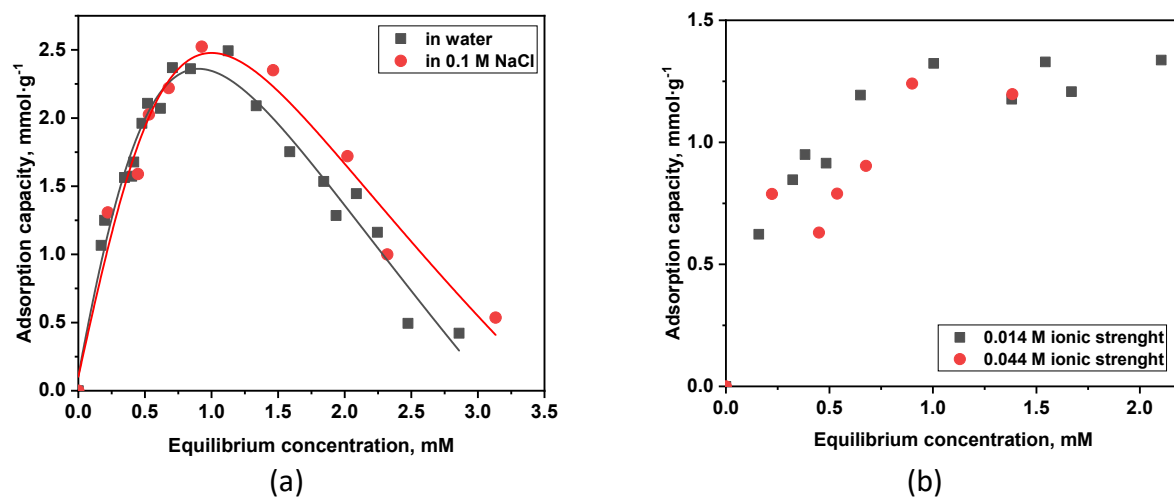 Adsorption capacity, mmol·g⁻¹
2.5
2.0
1.5
1.0
0.5
0.0
in water
in 0.1 M NaCl
0.0 0.5 1.0 1.5 2.0 2.5 3.0 3.5
Equilibrium concentration, mM
(a)
Adsorption capacity, mmol·g⁻¹
1.5
1.0
0.5
0.0
0.014 M ionic strenght
0.044 M ionic strenght
0.0 0.5 1.0 1.5 2.0
Equilibrium concentration, mM
(b)